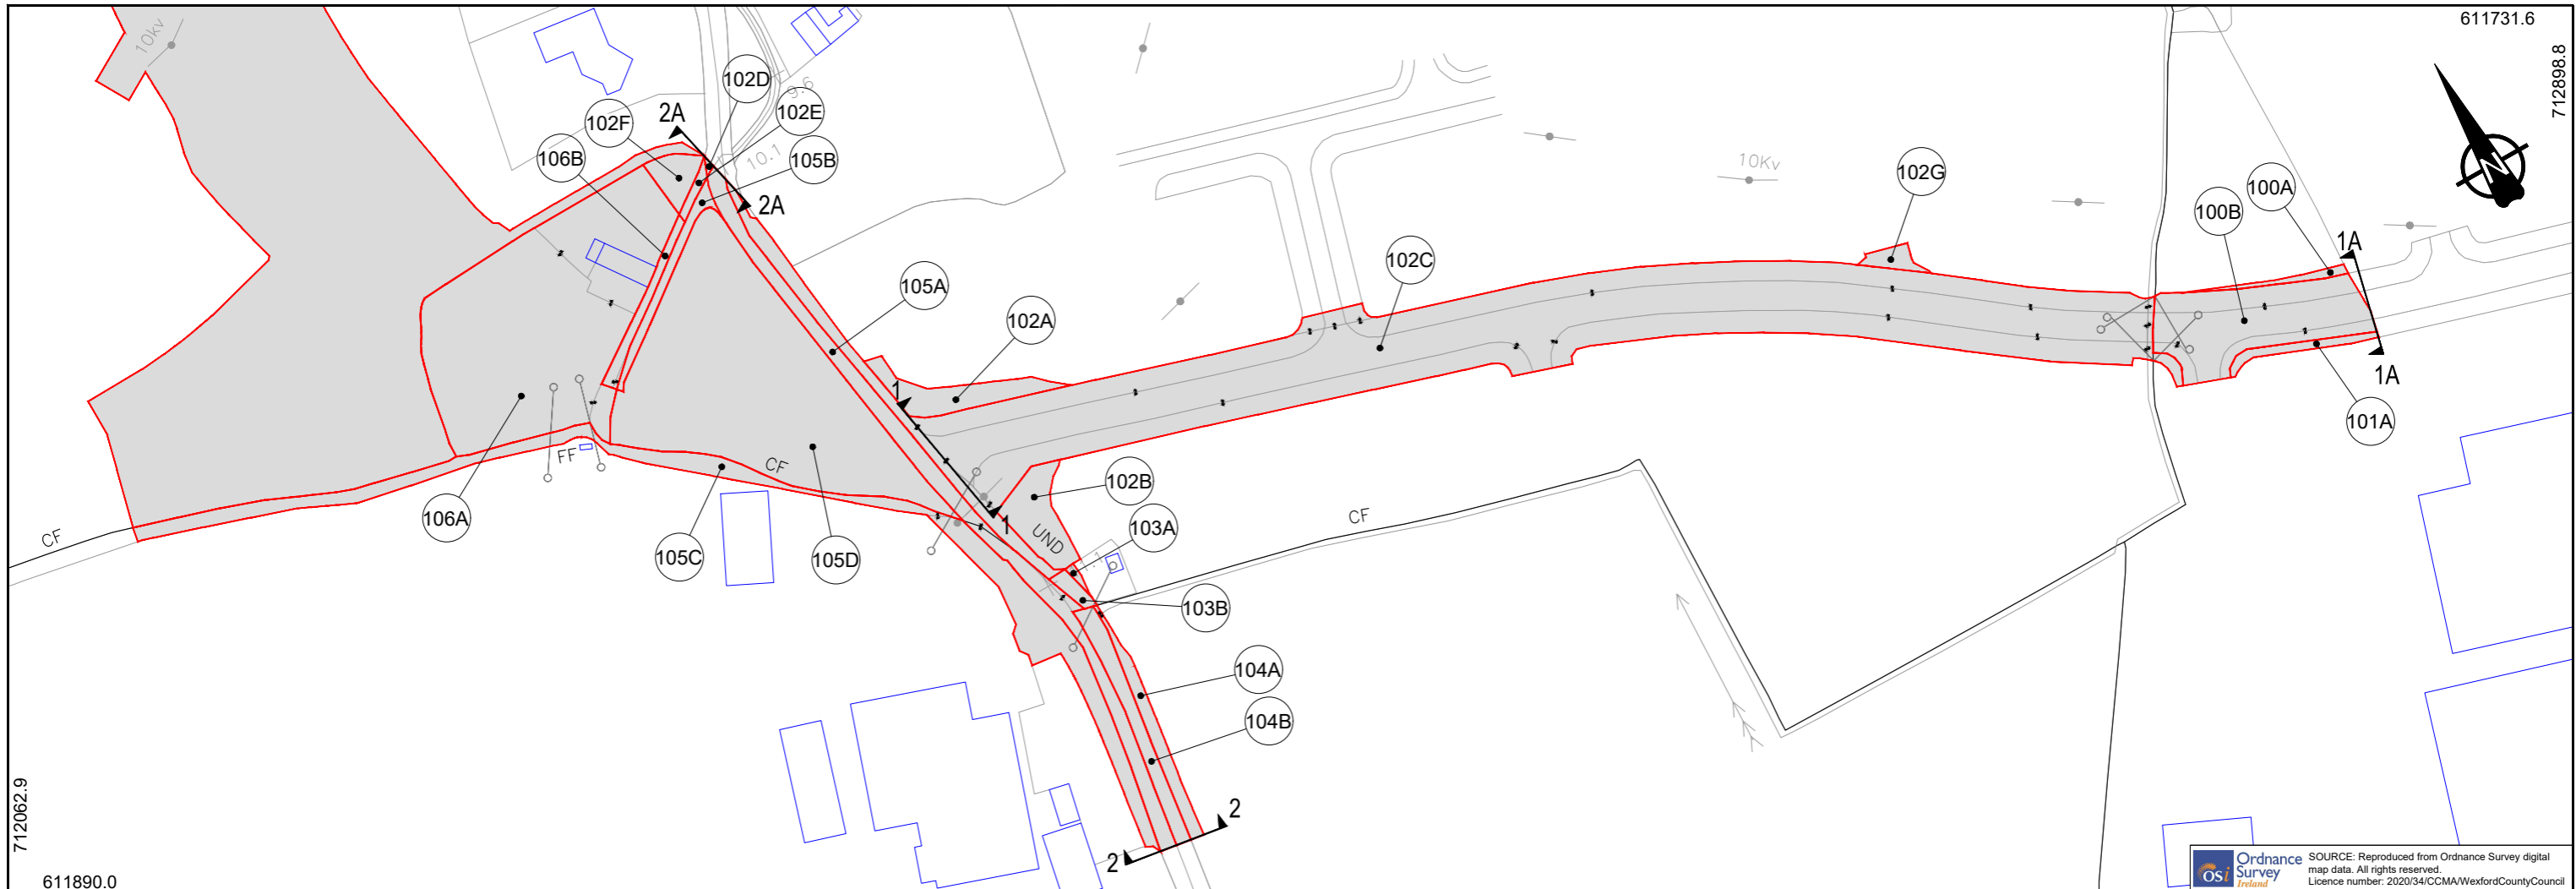 611731.6
712898.8
10kv
102D
9.6
2A
102E
102F
106B
10.1
105B
2A
10Kv
102G
100A
100B
1A
102C
105A
102A
1
1A
101A
FF
CF
102B
106A
1
103A
CF
CF
UND
105C
105D
103B
104A
104B
2
2
712062.9
611890.0
OSi
Ordnance
Survey
Ireland
SOURCE: Reproduced from Ordnance Survey digital
map data. All rights reserved.
Licence number: 2020/34/CCMA/WexfordCountyCouncil